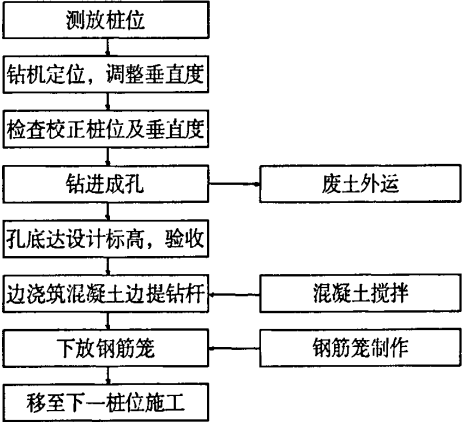 测放桩位
钻机定位，调整垂直度
检查校正桩位及垂直度
钻进成孔
废土外运
孔底达设计标高，验收
边浇筑混凝土边提钻杆
混凝土搅拌
下放钢筋笼
钢筋笼制作
移至下一桩位施工